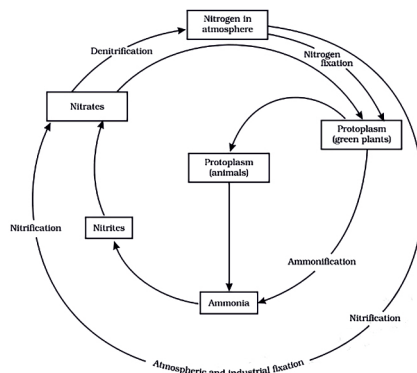 Nitrogen in
atmosphere
Denitrification
Nitrogen
fixation
Nitrates
Protoplasm
(green plants)
Protoplasm
(animals)
Nitrification
Nitrites
Ammonification
Ammonia
Nitrification
Atmospheric and industrial fixation